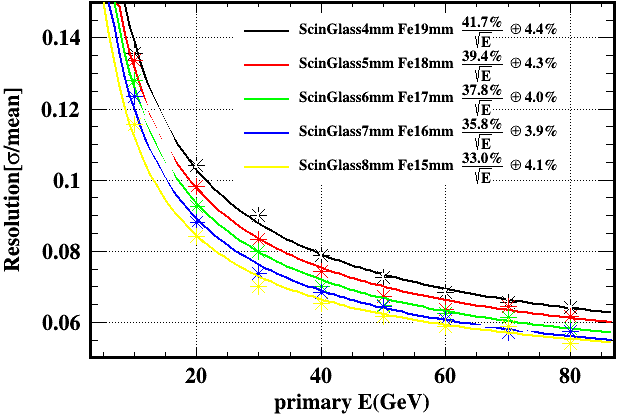 0.14
0.12
0.1
0.08
0.06
Resolution[σ/mean]
ScinGlass4mm Fe19mm 41.7%/√E ⊕ 4.4%
ScinGlass5mm Fe18mm 39.4%/√E ⊕ 4.3%
ScinGlass6mm Fe17mm 37.8%/√E ⊕ 4.0%
ScinGlass7mm Fe16mm 35.8%/√E ⊕ 3.9%
ScinGlass8mm Fe15mm 33.0%/√E ⊕ 4.1%
20 40 60 80
primary E(GeV)